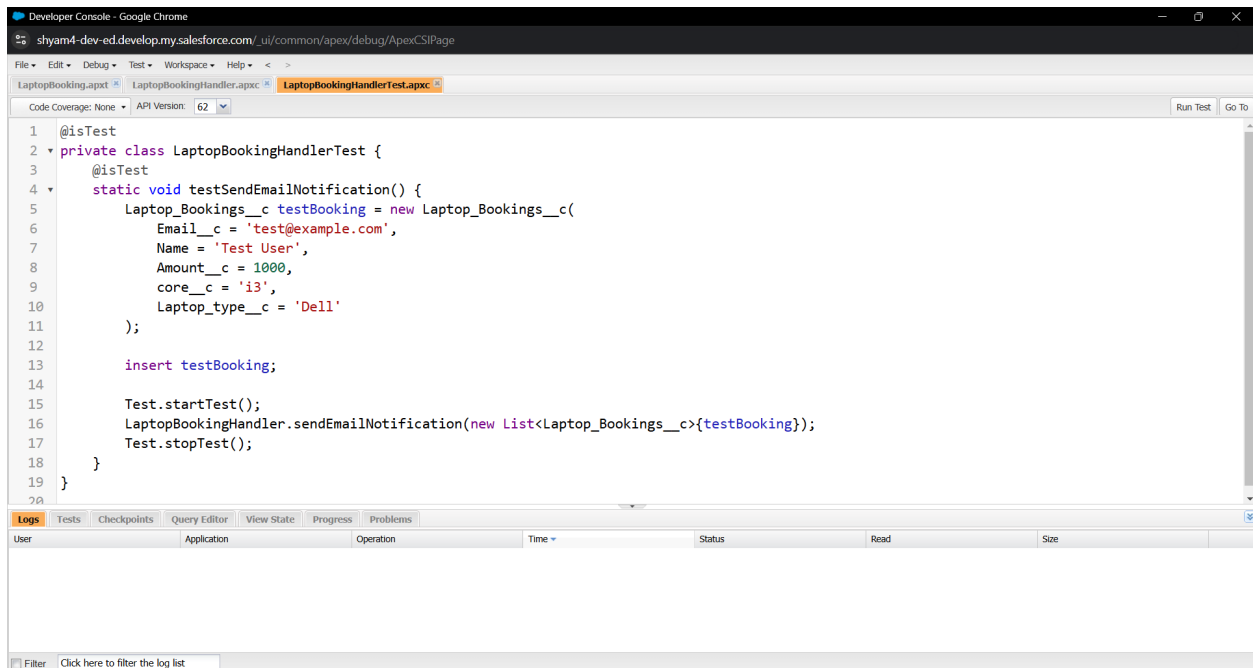 Developer Console - Google Chrome
shyam4-dev-ed.develop.my.salesforce.com/_ui/common/apex/debug/ApexCSIPage
File Edit Debug Test Workspace Help < >
LaptopBooking.apxt LaptopBookingHandler.apxc LaptopBookingHandlerTest.apxc
Code Coverage: None API Version: 62 Run Test Go To
1 @isTest
2 private class LaptopBookingHandlerTest {
3 @isTest
4 static void testSendEmailNotification() {
5 Laptop_Bookings__c testBooking = new Laptop_Bookings__c(
6 Email__c = 'test@example.com',
7 Name = 'Test User',
8 Amount__c = 1000,
9 core__c = 'i3',
10 Laptop_type__c = 'Dell'
11 );
12
13 insert testBooking;
14
15 Test.startTest();
16 LaptopBookingHandler.sendEmailNotification(new List<Laptop_Bookings__c>{testBooking});
17 Test.stopTest();
18 }
19 }
20
Logs Tests Checkpoints Query Editor View State Progress Problems
User Application Operation Time Status Read Size
Filter Click here to filter the log list